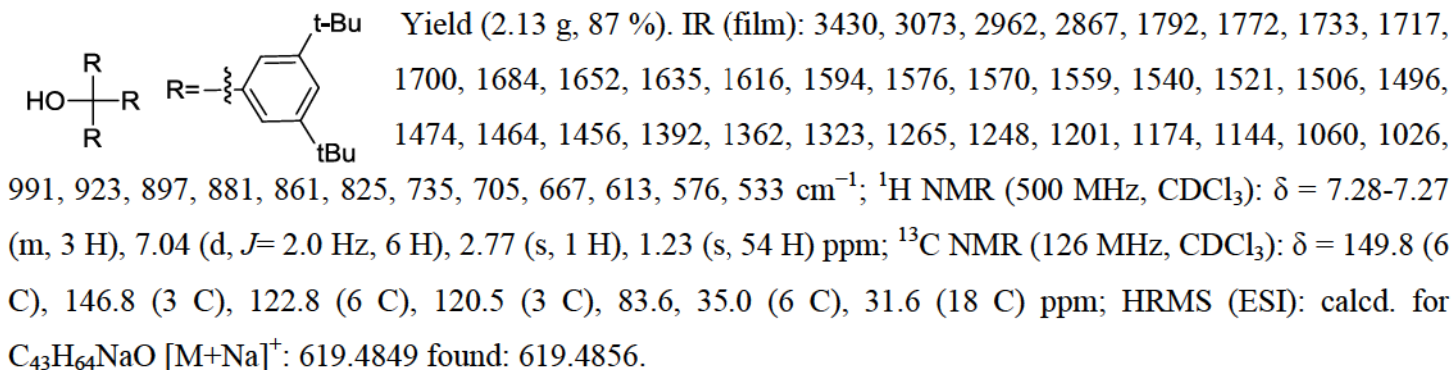 t-Bu
Yield (2.13 g, 87 %). IR (film): 3430, 3073, 2962, 2867, 1792, 1772, 1733, 1717,
R
HO R R=
R
tBu
1700, 1684, 1652, 1635, 1616, 1594, 1576, 1570, 1559, 1540, 1521, 1506, 1496,
1474, 1464, 1456, 1392, 1362, 1323, 1265, 1248, 1201, 1174, 1144, 1060, 1026,
991, 923, 897, 881, 861, 825, 735, 705, 667, 613, 576, 533 cm⁻¹; ¹H NMR (500 MHz, CDCl₃): δ = 7.28-7.27
(m, 3 H), 7.04 (d, J= 2.0 Hz, 6 H), 2.77 (s, 1 H), 1.23 (s, 54 H) ppm; ¹³C NMR (126 MHz, CDCl₃): δ = 149.8 (6
C), 146.8 (3 C), 122.8 (6 C), 120.5 (3 C), 83.6, 35.0 (6 C), 31.6 (18 C) ppm; HRMS (ESI): calcd. for
C₄₃H₆₄NaO [M+Na]⁺: 619.4849 found: 619.4856.